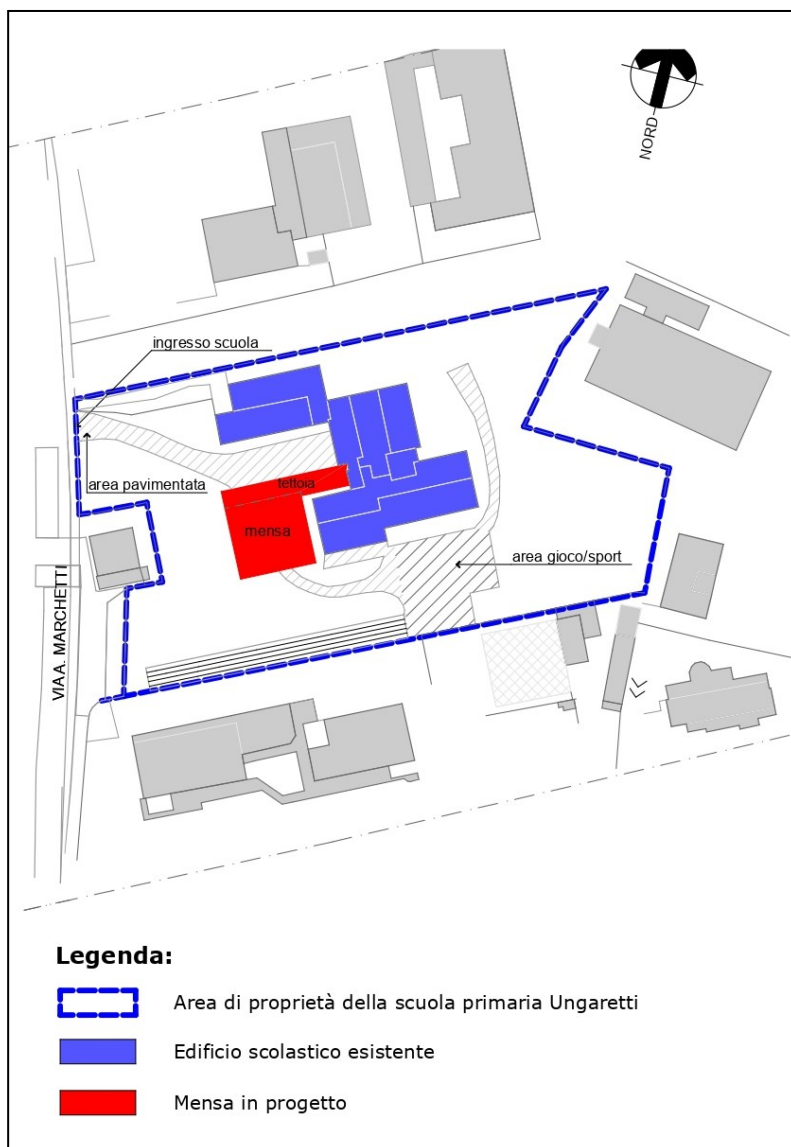 NORD
ingresso scuola
area pavimentata
tettoia
mensa
area gioco/sport
VIA A. MARCHETTI
Legenda:
Area di proprietà della scuola primaria Ungaretti
Edificio scolastico esistente
Mensa in progetto